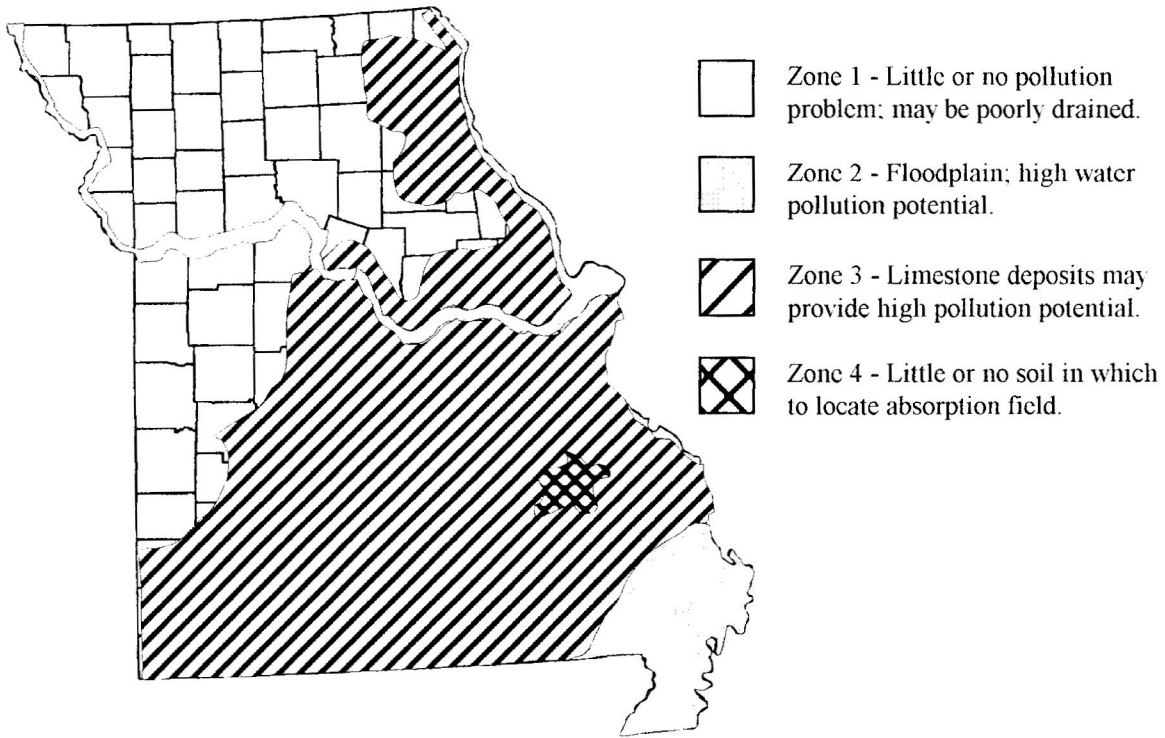 Zone 1 - Little or no pollution
problem; may be poorly drained.
Zone 2 - Floodplain; high water
pollution potential.
Zone 3 - Limestone deposits may
provide high pollution potential.
Zone 4 - Little or no soil in which
to locate absorption field.